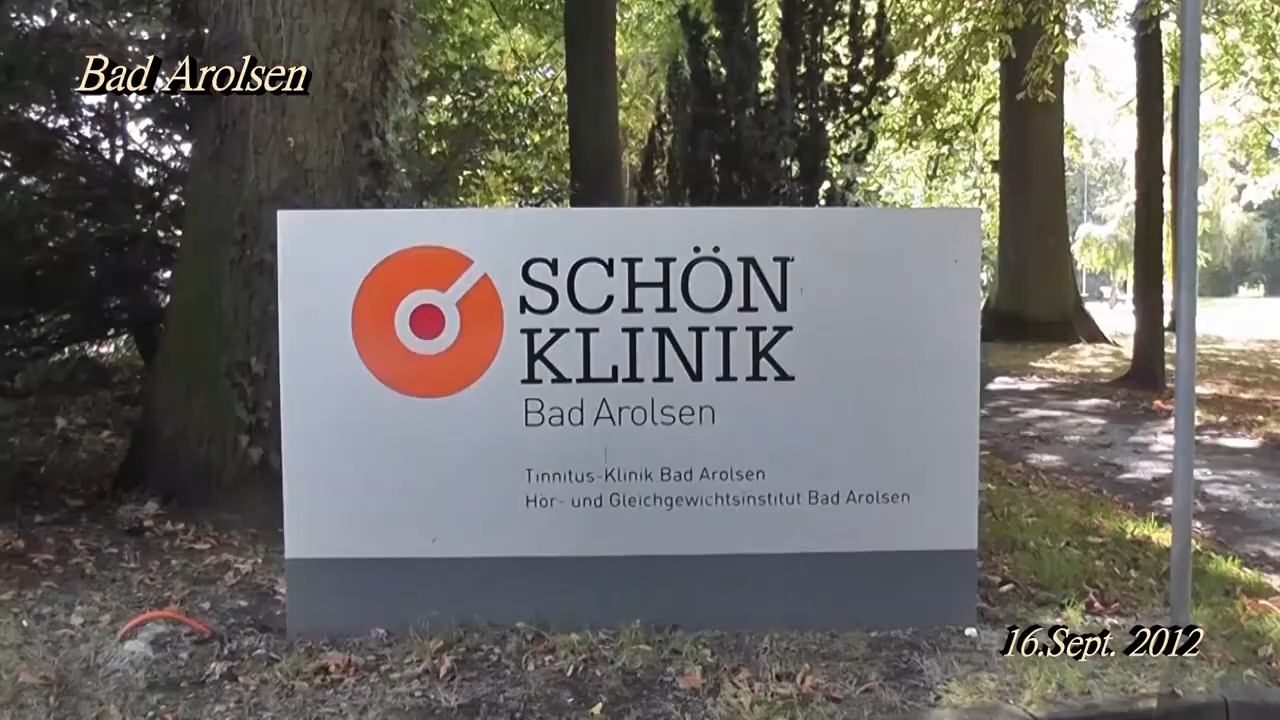 Bad Arolsen
SCHÖN
KLINIK
Bad Arolsen
Tinnitus-Klinik Bad Arolsen
Hör- und Gleichgewichtsinstitut Bad Arolsen
16.Sept. 2012